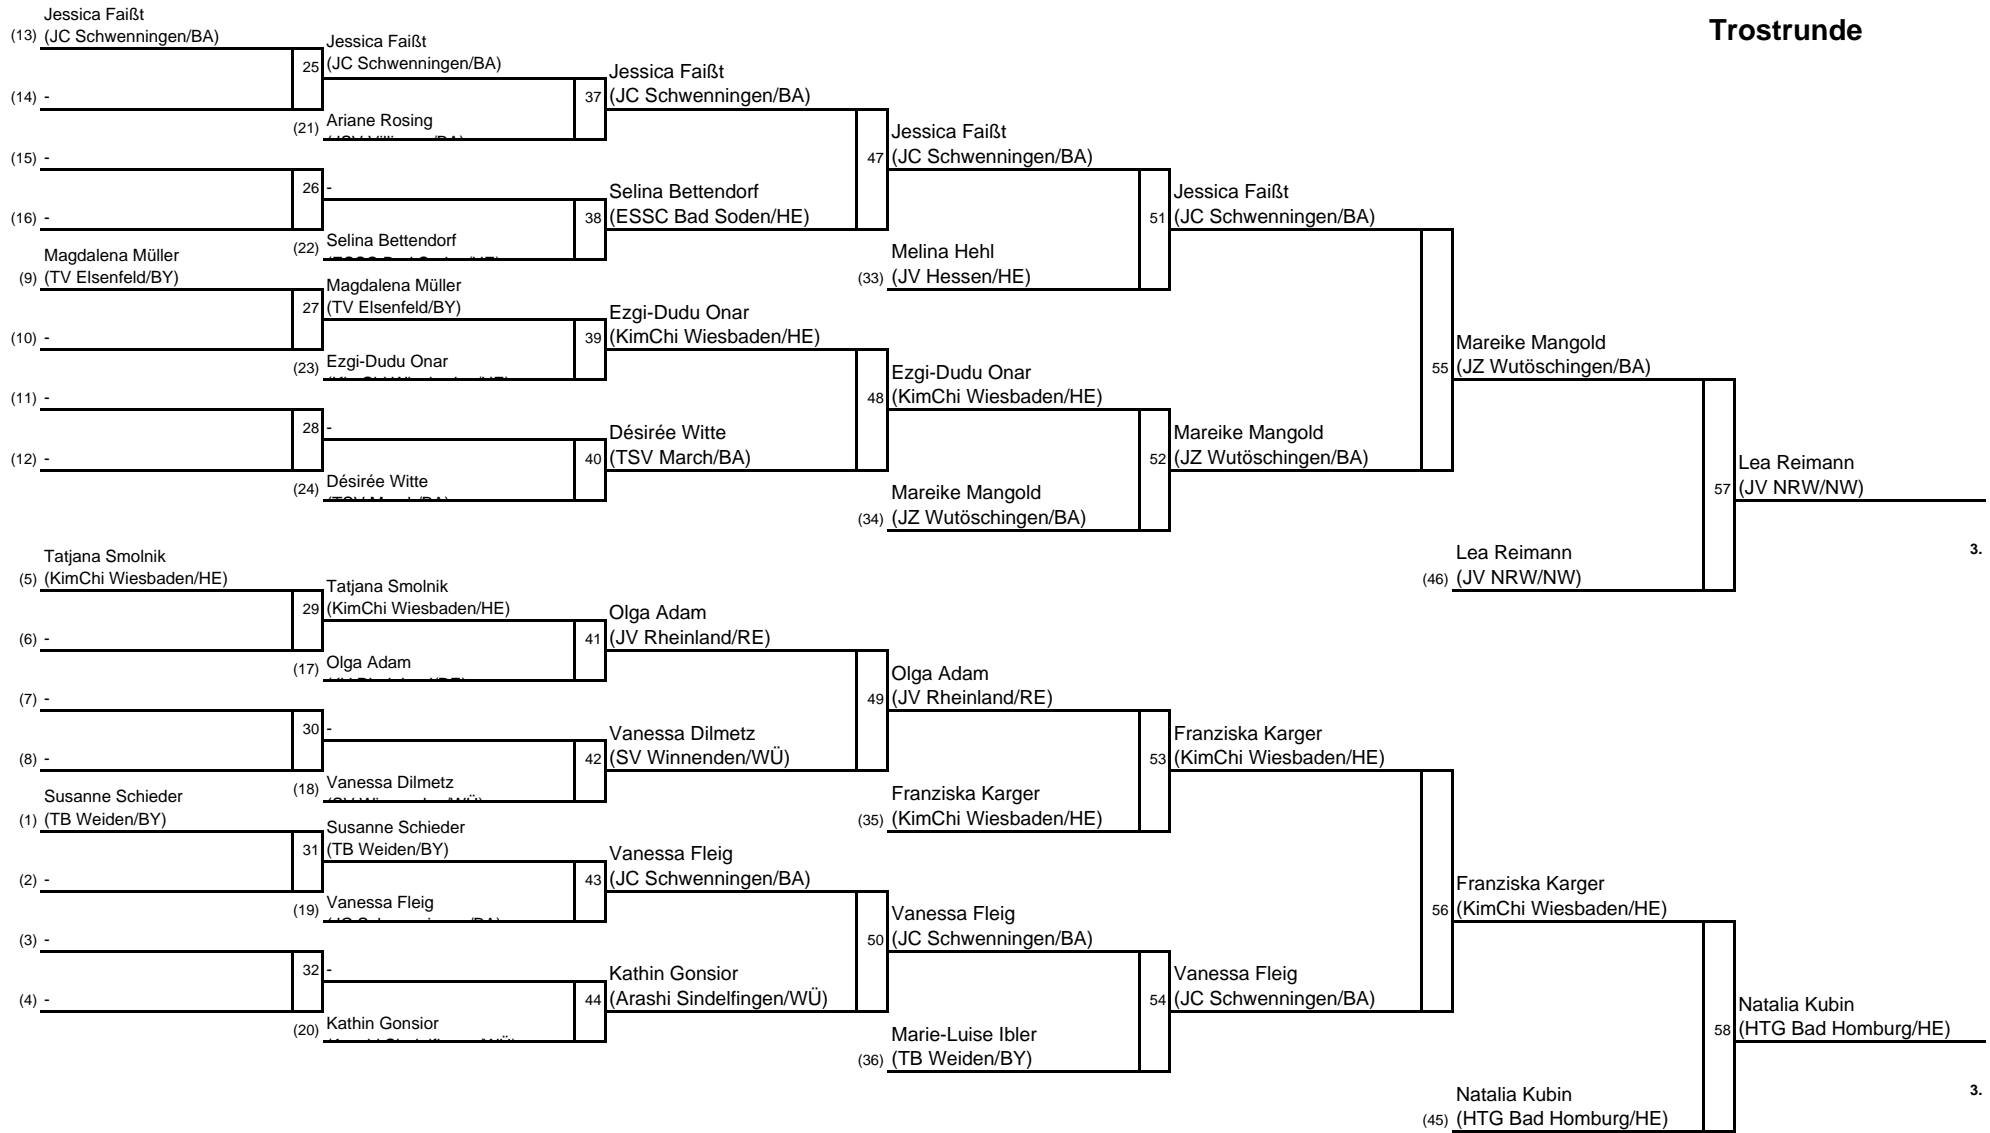 Trostrunde
Jessica Faißt
(13) (JC Schwenningen/BA)
25
(14) -
Jessica Faißt
(JC Schwenningen/BA)
37
(21) Ariane Rosing
Jessica Faißt
(JC Schwenningen/BA)
(15) -
26 -
(16) -
38
(22) Selina Bettendorf
Selina Bettendorf
(ESSC Bad Soden/HE)
47
Jessica Faißt
(JC Schwenningen/BA)
51
Melina Hehl
(33) (JV Hessen/HE)
Jessica Faißt
(JC Schwenningen/BA)
Magdalena Müller
(9) (TV Elsenfeld/BY)
27
(10) -
Magdalena Müller
(TV Elsenfeld/BY)
39
(23) Ezgi-Dudu Onar
Ezgi-Dudu Onar
(KimChi Wiesbaden/HE)
(11) -
28 -
(12) -
40
(24) Désirée Witte
Désirée Witte
(TSV March/BA)
48
Ezgi-Dudu Onar
(KimChi Wiesbaden/HE)
52
Mareike Mangold
(34) (JZ Wutöschingen/BA)
Mareike Mangold
(JZ Wutöschingen/BA)
55
Mareike Mangold
(JZ Wutöschingen/BA)
57
Lea Reimann
(46) (JV NRW/NW)
Lea Reimann
(JV NRW/NW)
3.
Tatjana Smolnik
(5) (KimChi Wiesbaden/HE)
29
(6) -
Tatjana Smolnik
(KimChi Wiesbaden/HE)
41
(17) Olga Adam
Olga Adam
(JV Rheinland/RE)
(7) -
30 -
(8) -
42
(18) Vanessa Dilmetz
Vanessa Dilmetz
(SV Winnenden/WÜ)
49
Olga Adam
(JV Rheinland/RE)
53
Franziska Karger
(35) (KimChi Wiesbaden/HE)
Franziska Karger
(KimChi Wiesbaden/HE)
Susanne Schieder
(1) (TB Weiden/BY)
31
(2) -
Susanne Schieder
(TB Weiden/BY)
43
(19) Vanessa Fleig
Vanessa Fleig
(JC Schwenningen/BA)
(3) -
32 -
(4) -
44
(20) Kathin Gonsior
Kathin Gonsior
(Arashi Sindelfingen/WÜ)
50
Vanessa Fleig
(JC Schwenningen/BA)
54
Marie-Luise Ibler
(36) (TB Weiden/BY)
Vanessa Fleig
(JC Schwenningen/BA)
56
Franziska Karger
(KimChi Wiesbaden/HE)
58
Natalia Kubin
(45) (HTG Bad Homburg/HE)
Natalia Kubin
(HTG Bad Homburg/HE)
3.